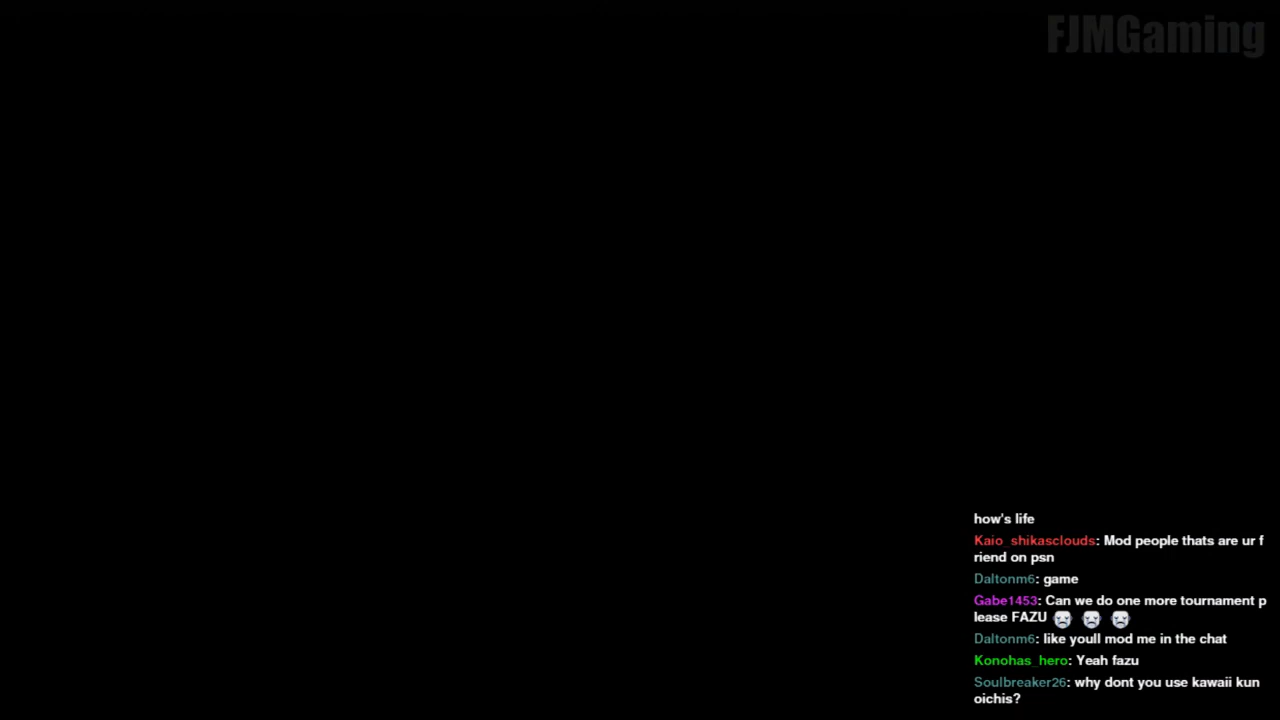 FJMGaming
how's life
Kaio_shikasclouds: Mod people thats are ur f
riend on psn
Daltonm6: game
Gabe1453: Can we do one more tournament p
lease FAZU
Daltonm6: like youll mod me in the chat
Konohas_hero: Yeah fazu
Soulbreaker26: why dont you use kawaii kun
oichis?